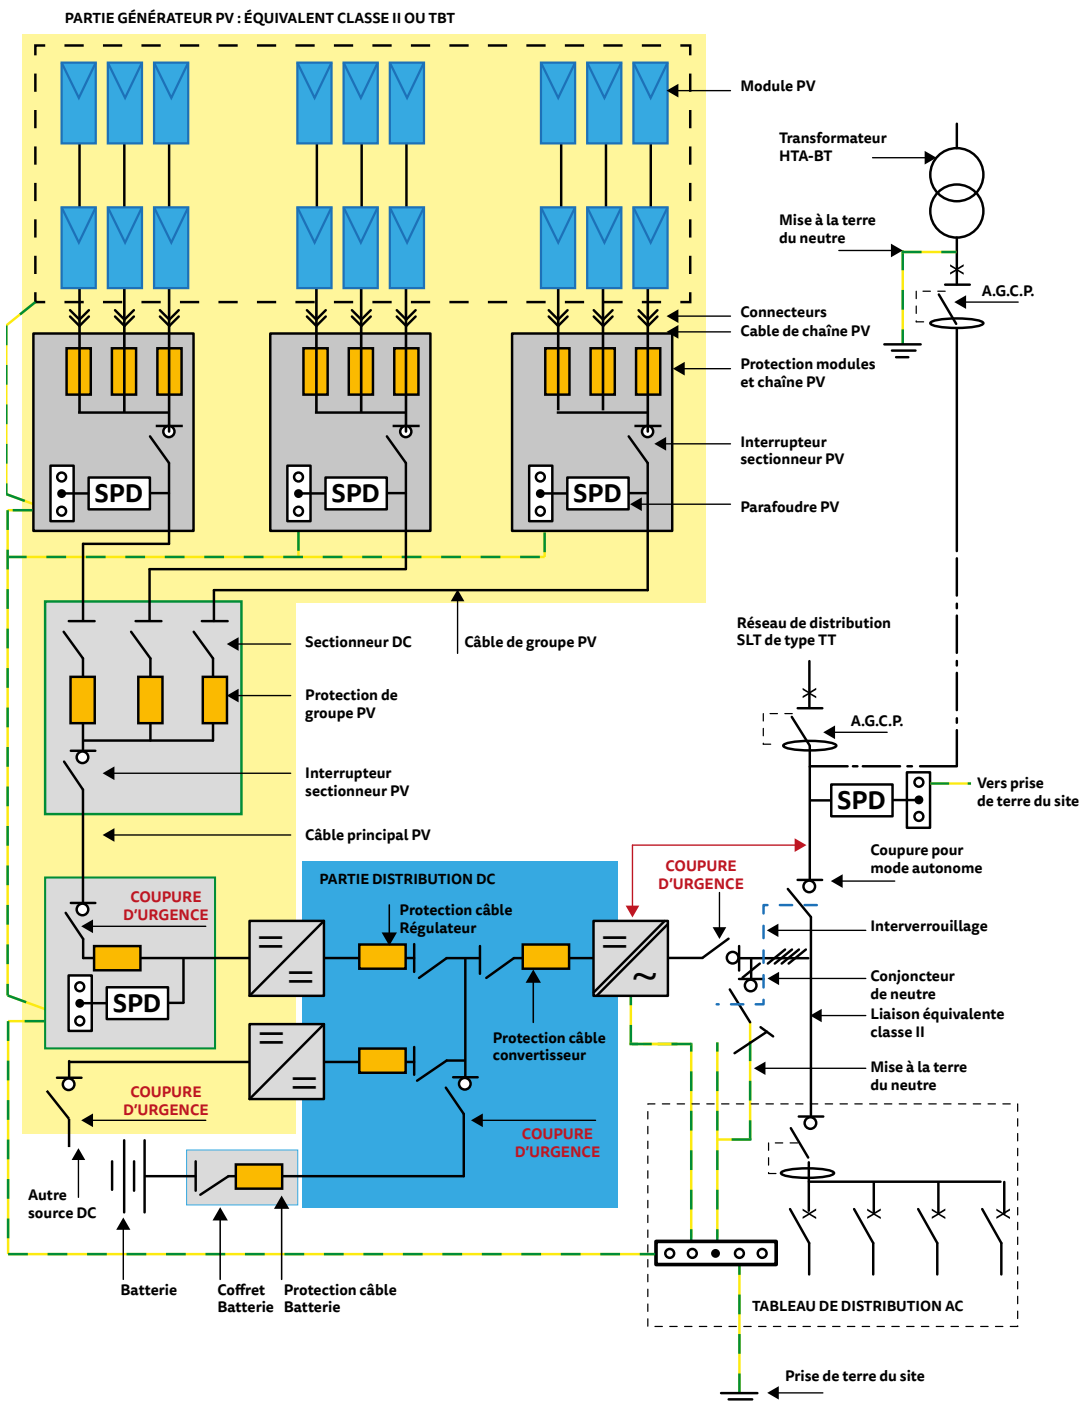 PARTIE GÉNÉRATEUR PV : ÉQUIVALENT CLASSE II OU TBT
Module PV
Transformateur
HTA-BT
Mise à la terre
du neutre
A.G.C.P.
Connecteurs
Cable de chaîne PV
Protection modules
et chaîne PV
Interrupteur
sectionneur PV
SPD
SPD
SPD
Parafoudre PV
Réseau de distribution
SLT de type TT
Sectionneur DC
Câble de groupe PV
Protection de
groupe PV
A.G.C.P.
Interrupteur
sectionneur PV
SPD
Vers prise
de terre du site
Câble principal PV
Coupure pour
mode autonome
COUPURE
D'URGENCE
PARTIE DISTRIBUTION DC
COUPURE
D'URGENCE
Protection câble
Régulateur
Interverrouillage
SPD
Conjoncteur
de neutre
Liaison équivalente
classe II
Protection câble
convertisseur
Mise à la terre
du neutre
COUPURE
D'URGENCE
COUPURE
D'URGENCE
Autre
source DC
Batterie
Coffret
Batterie
Protection câble
Batterie
TABLEAU DE DISTRIBUTION AC
Prise de terre du site